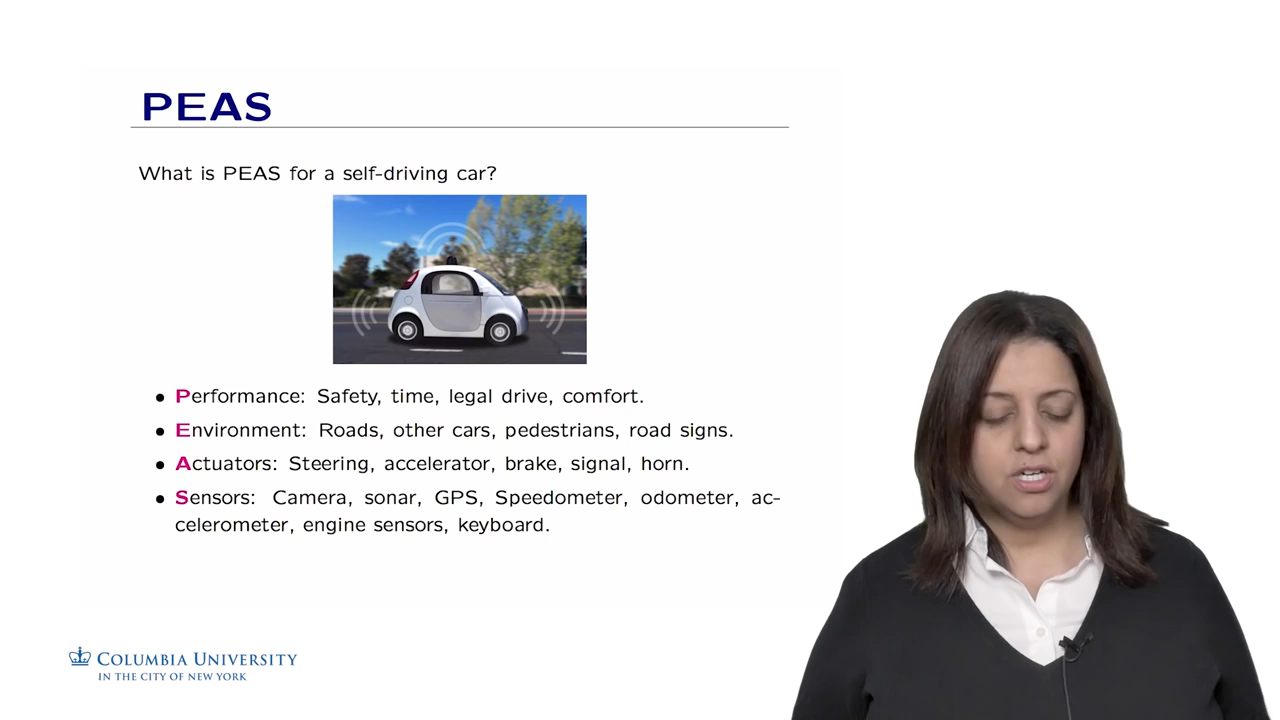 PEAS
What is PEAS for a self-driving car?
• Performance: Safety, time, legal drive, comfort.
• Environment: Roads, other cars, pedestrians, road signs.
• Actuators: Steering, accelerator, brake, signal, horn.
• Sensors: Camera, sonar, GPS, Speedometer, odometer, ac-
celerometer, engine sensors, keyboard.
COLUMBIA UNIVERSITY
IN THE CITY OF NEW YORK